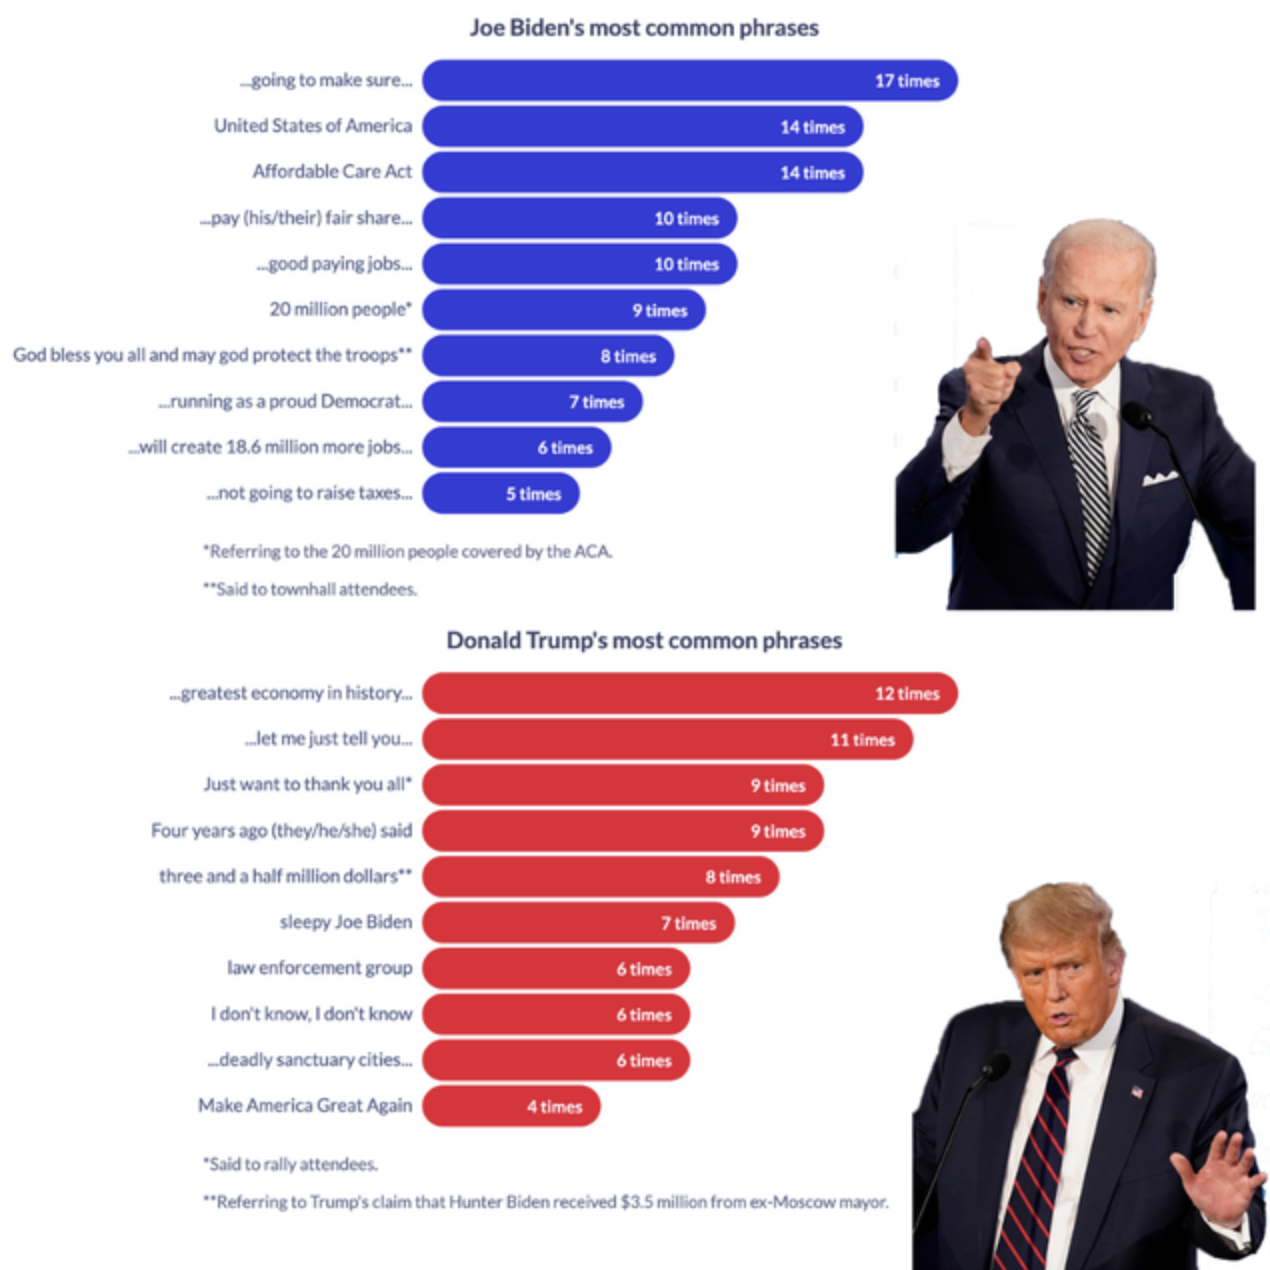 Joe Biden's most common phrases
...going to make sure... 17 times
United States of America 14 times
Affordable Care Act 14 times
...pay (his/their) fair share... 10 times
...good paying jobs... 10 times
20 million people* 9 times
God bless you all and may god protect the troops** 8 times
...running as a proud Democrat... 7 times
...will create 18.6 million more jobs... 6 times
...not going to raise taxes... 5 times
*Referring to the 20 million people covered by the ACA.
**Said to townhall attendees.
Donald Trump's most common phrases
...greatest economy in history... 12 times
...let me just tell you... 11 times
Just want to thank you all* 9 times
Four years ago (they/he/she) said 9 times
three and a half million dollars** 8 times
sleepy Joe Biden 7 times
law enforcement group 6 times
I don't know, I don't know 6 times
...deadly sanctuary cities... 6 times
Make America Great Again 4 times
*Said to rally attendees.
**Referring to Trump's claim that Hunter Biden received $3.5 million from ex-Moscow mayor.